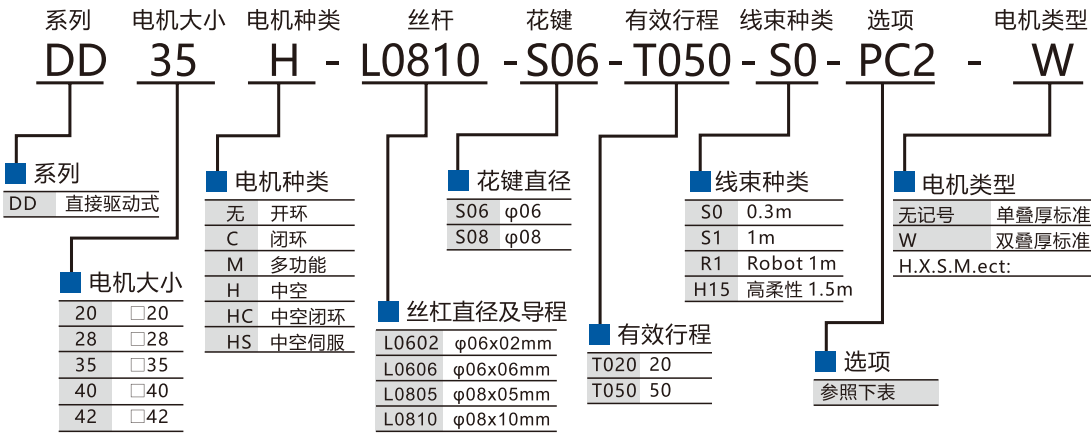 系列 电机大小 电机种类 丝杆 花键 有效行程 线束种类 选项 电机类型
DD 35 H - L0810 - S06 - T050 - S0 - PC2 - W
系列
DD 直接驱动式
电机大小
20 □20
28 □28
35 □35
40 □40
42 □42
电机种类
无 开环
C 闭环
M 多功能
H 中空
HC 中空闭环
HS 中空伺服
丝杠直径及导程
L0602 φ06x02mm
L0606 φ06x06mm
L0805 φ08x05mm
L0810 φ08x10mm
花键直径
S06 φ06
S08 φ08
有效行程
T020 20
T050 50
线束种类
S0 0.3m
S1 1m
R1 Robot 1m
H15 高柔性 1.5m
选项
参照下表
电机类型
无记号 单叠厚标准
W 双叠厚标准
H.X.S.M.ect: